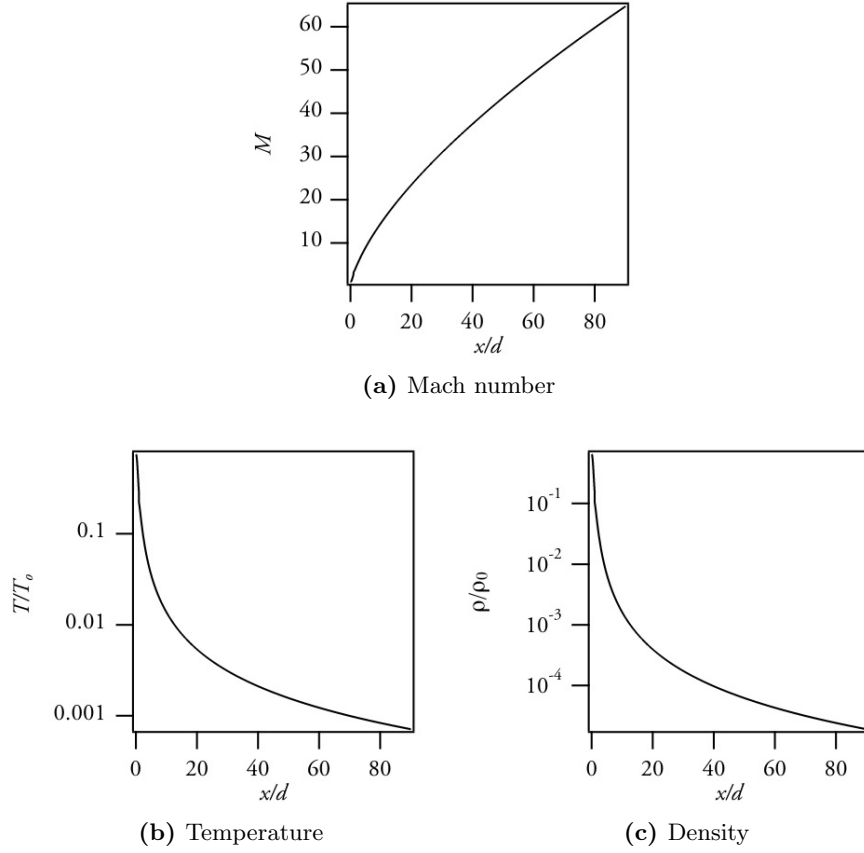 60
50
40
30
20
10
M
0 20 40 60 80
x/d
(a) Mach number
0.1
0.01
0.001
T/Tₒ
0 20 40 60 80
x/d
(b) Temperature
10⁻¹
10⁻²
10⁻³
10⁻⁴
ρ/ρ₀
0 20 40 60 80
x/d
(c) Density